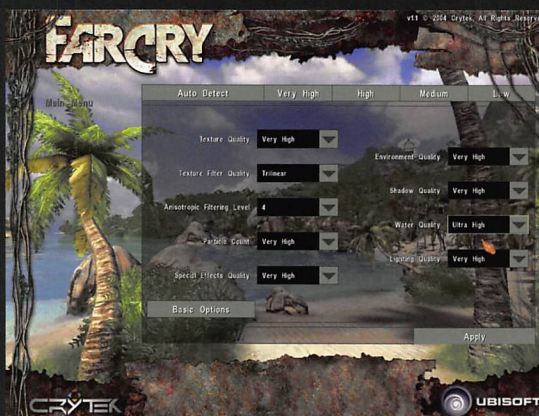 FARCRY
v1.1 © 2004 Crytek, All Rights Reserve
Main Menu
Auto Detect Very High High Medium Low
Texture Quality Very High
Texture Filter Quality Trilinear
Anisotropic Filtering Level 4
Particle Count Very High
Special Effects Quality Very High
Environment Quality Very High
Shadow Quality Very High
Water Quality Ultra High
Lighting Quality Very High
Basic Options
Apply
CRYTEK
UBISOFT